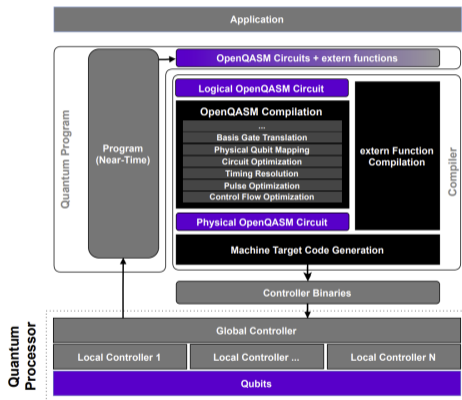 Application
OpenQASM Circuits + extern functions
Quantum Program
Program
(Near-Time)
Logical OpenQASM Circuit
OpenQASM Compilation
...
Basis Gate Translation
Physical Qubit Mapping
Circuit Optimization
Timing Resolution
Pulse Optimization
Control Flow Optimization
Physical OpenQASM Circuit
extern Function
Compilation
Compiler
Machine Target Code Generation
Controller Binaries
Quantum
Processor
Global Controller
Local Controller 1
Local Controller ...
Local Controller N
Qubits